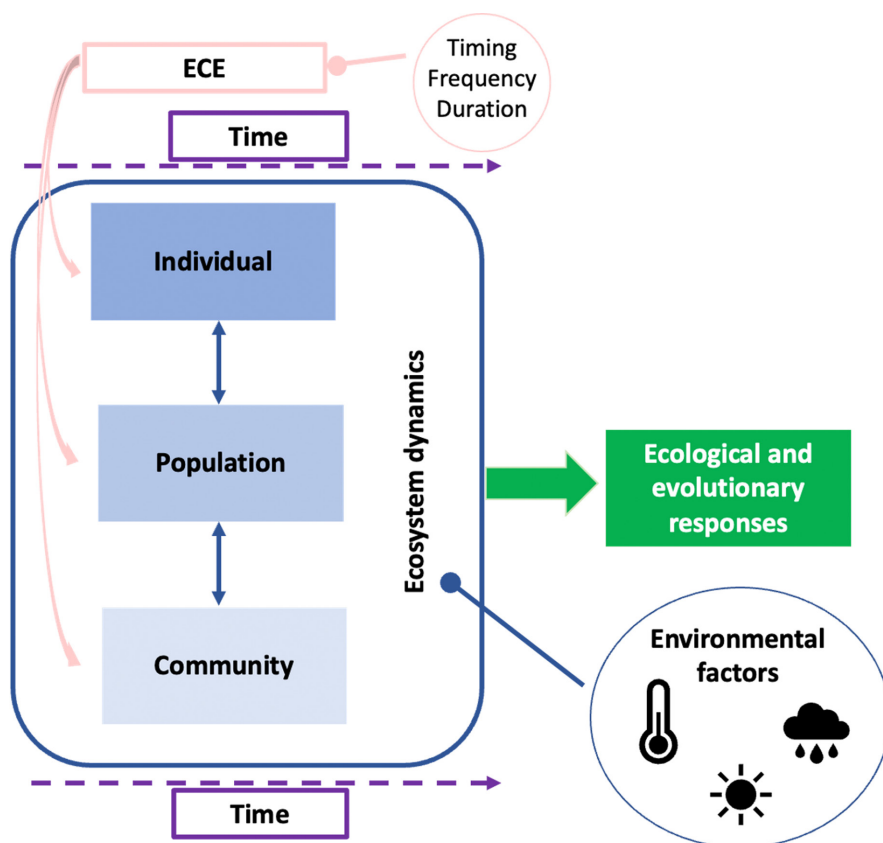 ECE
Timing
Frequency
Duration
Time
Individual
Population
Community
Ecosystem dynamics
Ecological and
evolutionary
responses
Environmental
factors
Time